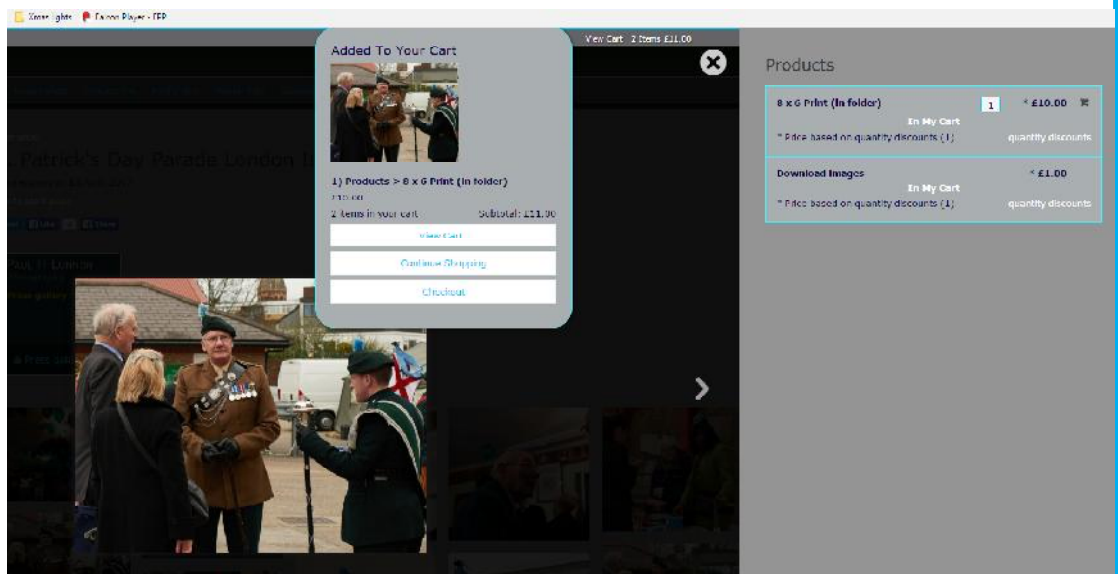 Xmas lights Falcon Player - FPP
View Cart 2 Items £11.00
Added To Your Cart
1) Products > 8 x 6 Print (in folder)
£10.00
2 items in your cart Subtotal: £11.00
View Cart
Continue Shopping
Checkout
Patrick's Day Parade London
Products
8 x 6 Print (in folder) 1 * £10.00
In My Cart
* Price based on quantity discounts (1) quantity discounts
Download Images * £1.00
In My Cart
* Price based on quantity discounts (1) quantity discounts